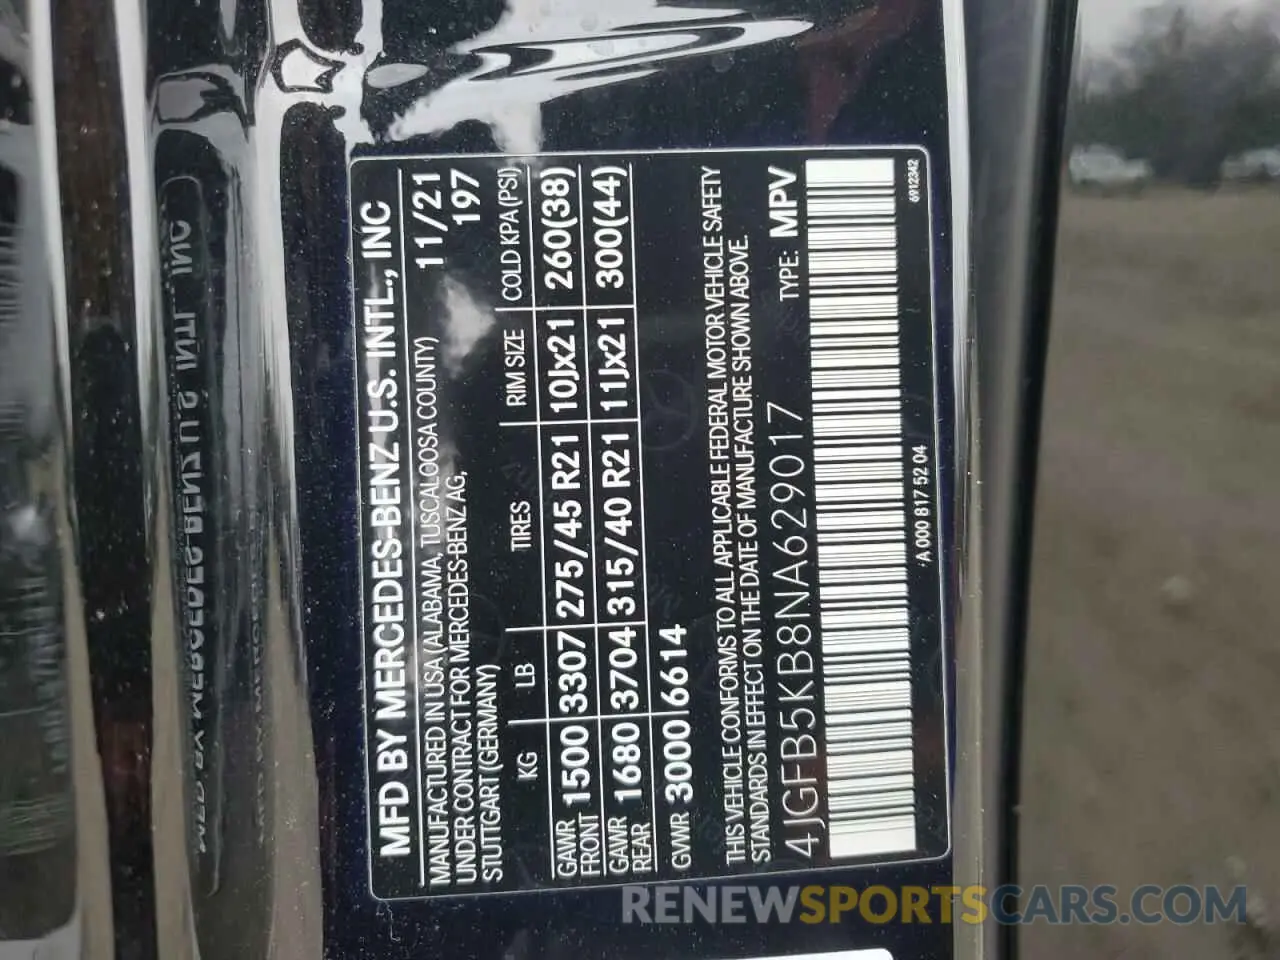 MFD BY MERCEDES-BENZ U.S. INTL., INC
MANUFACTURED IN USA (ALABAMA, TUSCALOOSA COUNTY) 11/21
UNDER CONTRACT FOR MERCEDES-BENZ AG, 197
STUTTGART (GERMANY)
KG LB TIRES RIM SIZE COLD KPA (PSI)
GAWR FRONT 1500 3307 275/45 R21 10Jx21 260(38)
GAWR REAR 1680 3704 315/40 R21 11Jx21 300(44)
GVWR 3000 6614
THIS VEHICLE CONFORMS TO ALL APPLICABLE FEDERAL MOTOR VEHICLE SAFETY
STANDARDS IN EFFECT ON THE DATE OF MANUFACTURE SHOWN ABOVE.
4JGFB5KB8NA629017 TYPE: MPV
A 000 817 52 04 6912342
RENEWSPORTSCARS.COM